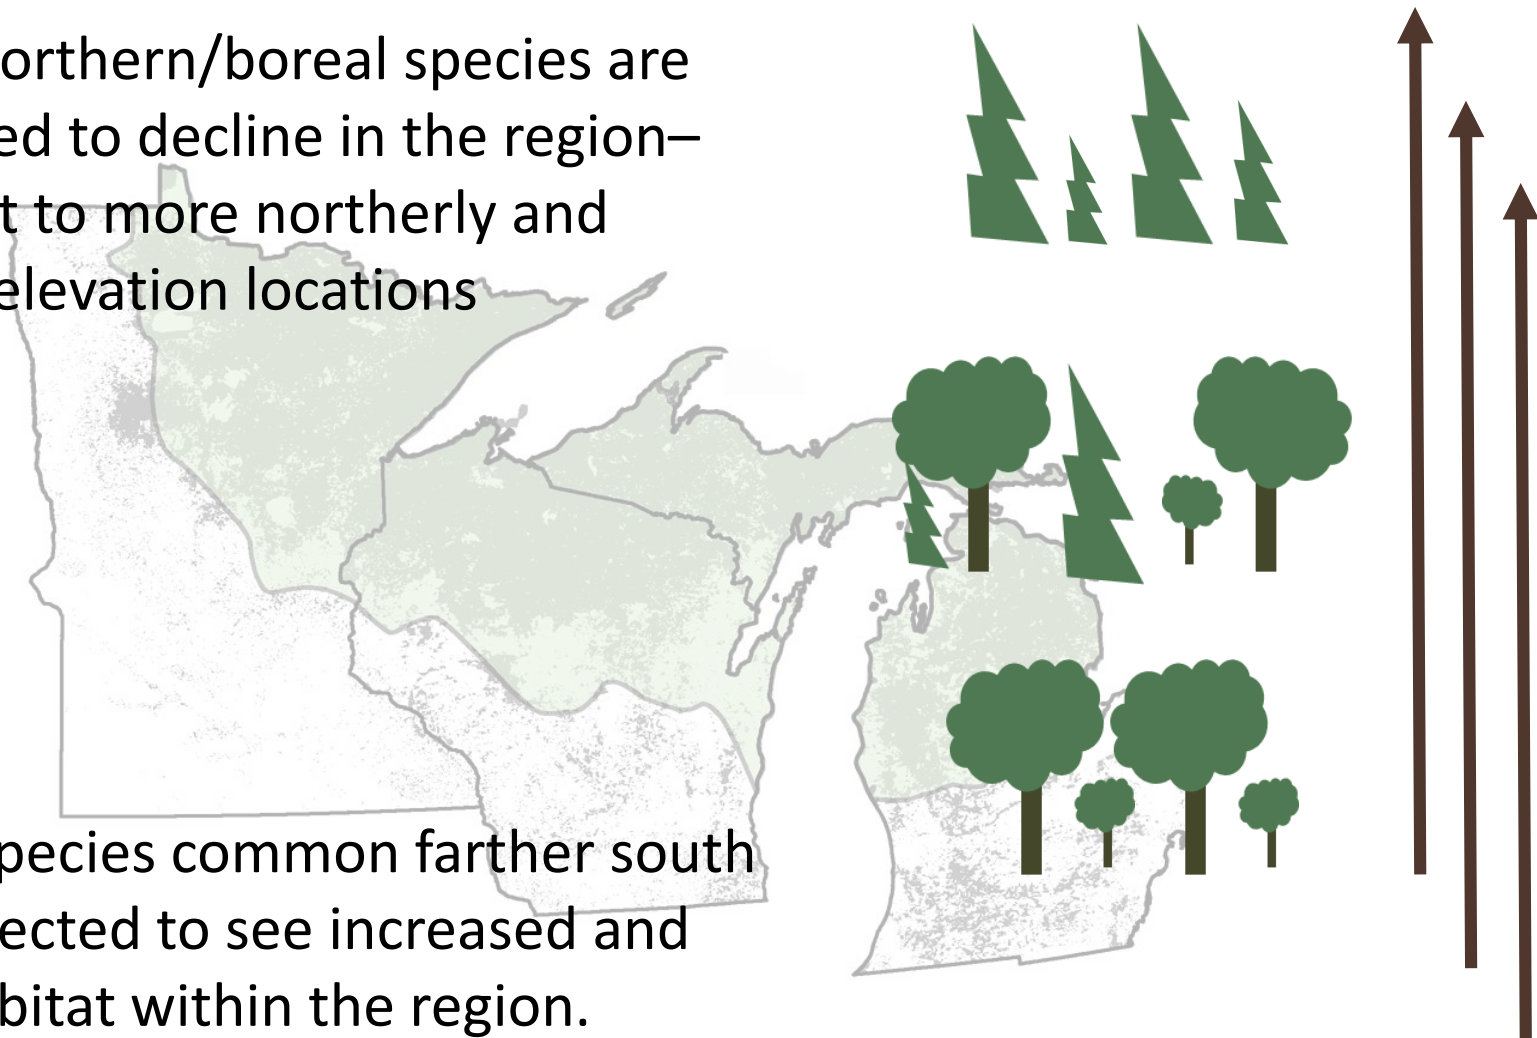 orthern/boreal species are
ed to decline in the region–
t to more northerly and
elevation locations
pecies common farther south
ected to see increased and
bitat within the region.